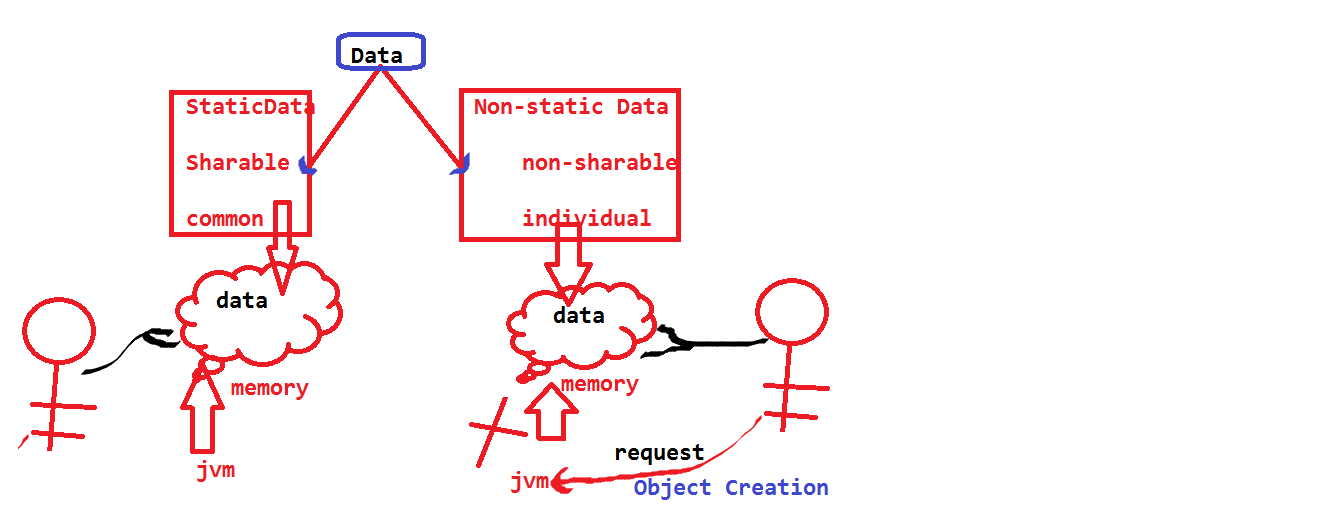 Data
StaticData
Sharable
common
Non-static Data
non-sharable
individual
data
memory
jvm
data
memory
jvm
request
Object Creation